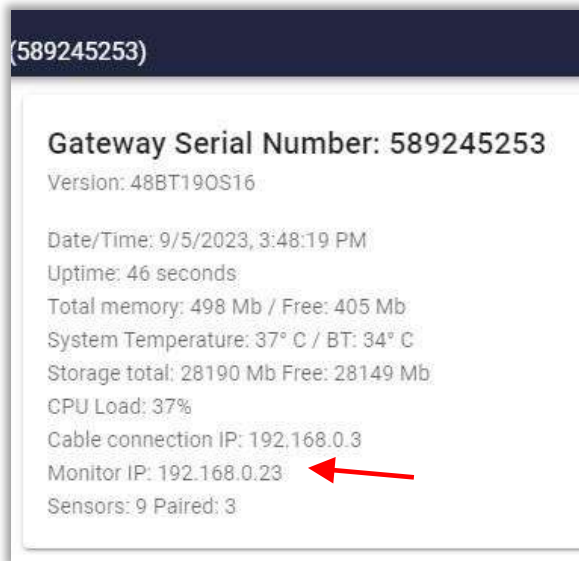 (589245253)
Gateway Serial Number: 589245253
Version: 48BT19OS16
Date/Time: 9/5/2023, 3:48:19 PM
Uptime: 46 seconds
Total memory: 498 Mb / Free: 405 Mb
System Temperature: 37° C / BT: 34° C
Storage total: 28190 Mb Free: 28149 Mb
CPU Load: 37%
Cable connection IP: 192.168.0.3
Monitor IP: 192.168.0.23
Sensors: 9 Paired: 3